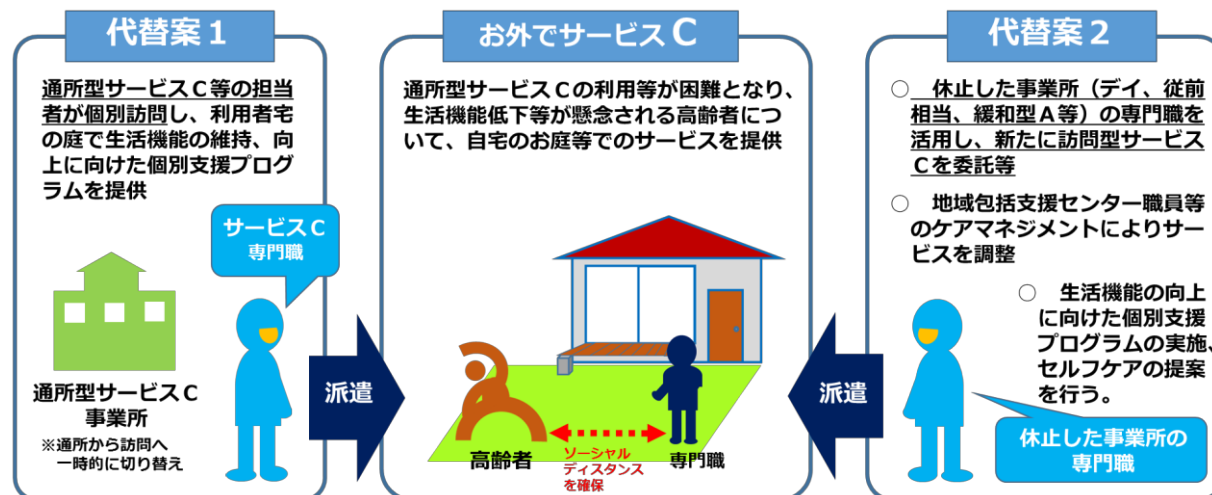 代替案１
通所型サービスＣ等の担当
者が個別訪問し、利用者宅
の庭で生活機能の維持、向
上に向けた個別支援プログ
ラムを提供
サービスＣ
専門職
通所型サービスＣ
事業所
※通所から訪問へ
一時的に切り替え
派遣
お外でサービスＣ
通所型サービスＣの利用等が困難となり、
生活機能低下等が懸念される高齢者につ
いて、自宅のお庭等でのサービスを提供
高齢者
ソーシャル
ディスタンス
を確保
専門職
派遣
代替案２
○　休止した事業所（デイ、従前
相当、緩和型Ａ等）の専門職を
活用し、新たに訪問型サービス
Ｃを委託等
○　地域包括支援センター職員等
のケアマネジメントによりサー
ビスを調整
○　生活機能の向上
に向けた個別支援
プログラムの実施、
セルフケアの提案
を行う。
休止した事業所の
専門職